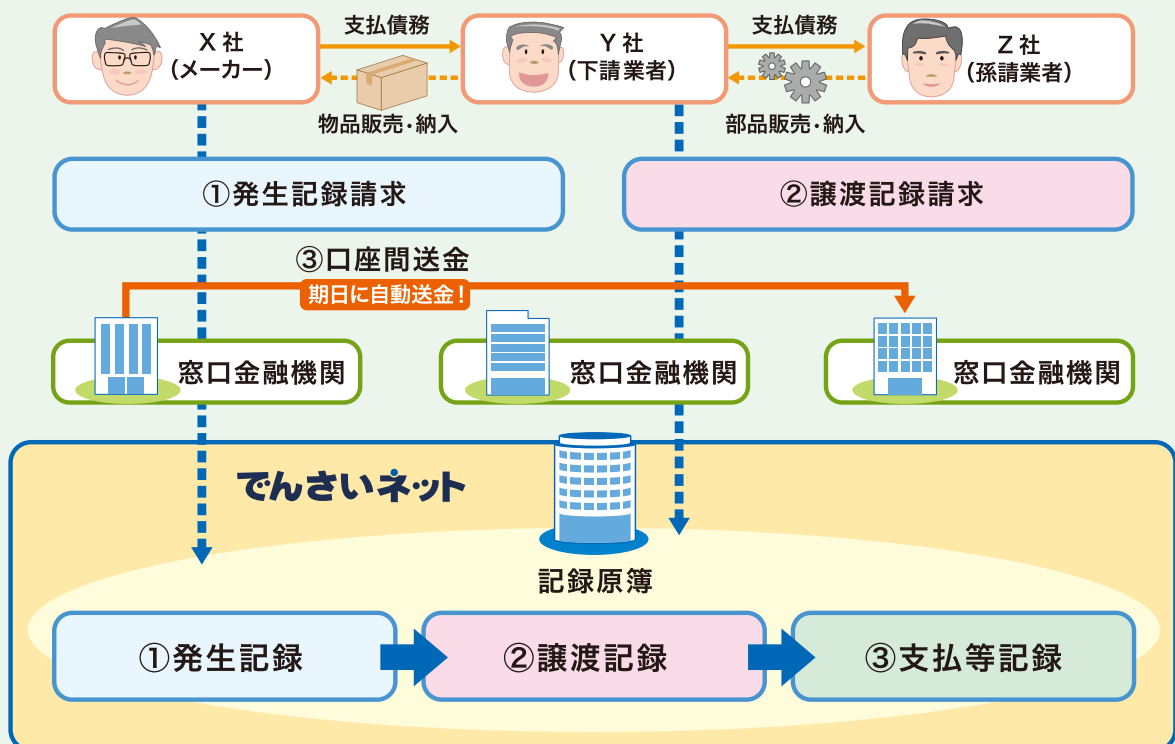 支払債務
支払債務
X社
(メーカー)
Y社
(下請業者)
Z社
(孫請業者)
物品販売・納入
部品販売・納入
①発生記録請求
②譲渡記録請求
③口座間送金
期日に自動送金!
窓口金融機関
窓口金融機関
窓口金融機関
でんさいネット
記録原簿
①発生記録
②譲渡記録
③支払等記録